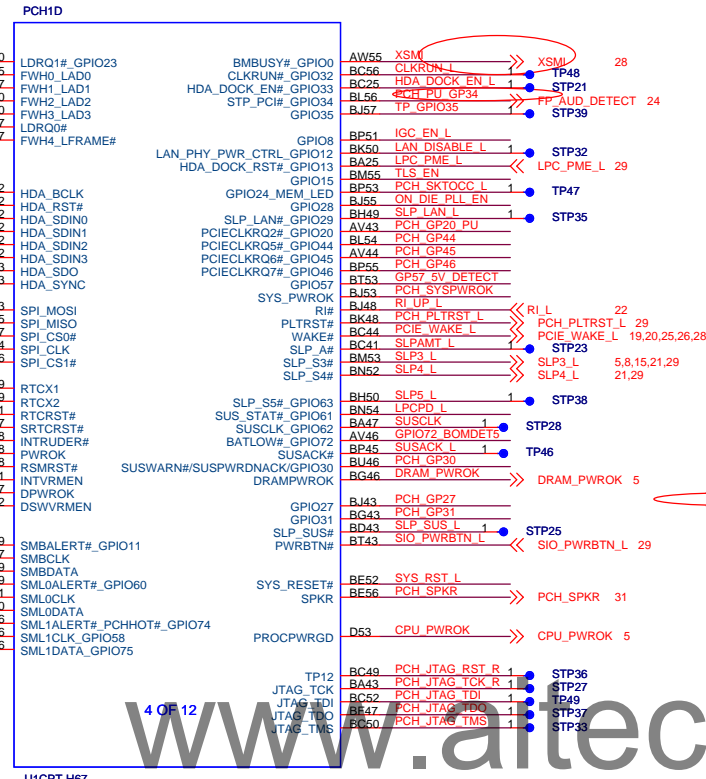 PCH1D
LDRQ1#_GPIO23 BMBUSY#_GPIO0 AW55 XSMI XSMI 28
FWH0_LAD0 CLKRUN#_GPIO32 BC56 CLKRUN_L 1 TP48
FWH1_LAD1 HDA_DOCK_EN#_GPIO33 BC25 HDA_DOCK_EN_L 1 STP21
FWH2_LAD2 STP_PCI#_GPIO34 BL56 PCH_PU_GP34 FP_AUD_DETECT 24
FWH3_LAD3 GPIO35 BJ57 TP_GPIO35 1 STP39
LDRQ0#
FWH4_LFRAME# GPIO8 BP51 IGC_EN_L
LAN_PHY_PWR_CTRL_GPIO12 BK50 LAN_DISABLE_L 1 STP32
HDA_DOCK_RST#_GPIO13 BA25 LPC_PME_L LPC_PME_L 29
GPIO15 BM55 TLS_EN
HDA_BCLK GPIO24_MEM_LED BP53 PCH_SKTOCC_L 1 TP47
HDA_RST# GPIO28 BJ55 ON_DIE_PLL_EN
HDA_SDIN0 SLP_LAN#_GPIO29 BH49 SLP_LAN_L 1 STP35
HDA_SDIN1 PCIECLKRQ2#_GPIO20 AV43 PCH_GP20_PU
HDA_SDIN2 PCIECLKRQ5#_GPIO44 BL54 PCH_GP44
HDA_SDIN3 PCIECLKRQ6#_GPIO45 AV44 PCH_GP45
HDA_SDO PCIECLKRQ7#_GPIO46 BP55 PCH_GP46
HDA_SYNC GPIO57 BT53 GP57_5V_DETECT
SYS_PWROK BJ53 PCH_SYSPWROK
SPI_MOSI RI# BJ48 RI_UP_L RI_L 22
SPI_MISO PLTRST# BK48 PCH_PLTRST_L PCH_PLTRST_L 29
SPI_CS0# WAKE# BC44 PCIE_WAKE_L PCIE_WAKE_L 19,20,25,26,28
SPI_CLK SLP_A# BC41 SLPAMT_L 1 STP23
SPI_CS1# SLP_S3# BM53 SLP3_L SLP3_L 5,8,15,21,29
SLP_S4# BN52 SLP4_L SLP4_L 21,29
RTCX1
RTCX2 SLP_S5#_GPIO63 BH50 SLP5_L 1 STP38
RTCRST# SUS_STAT#_GPIO61 BN54 LPCPD_L
SRTCRST# SUSCLK_GPIO62 BA47 SUSCLK 1 STP28
INTRUDER# BATLOW#_GPIO72 AV46 GPIO72_BOMDET5
PWROK SUSACK# BP45 SUSACK_L 1 TP46
RSMRST# SUSWARN#/SUSPWRDNACK/GPIO30 BU46 PCH_GP30
INTVRMEN DRAMPWROK BG46 DRAM_PWROK DRAM_PWROK 5
DPWROK
DSWVRMEN GPIO27 BJ43 PCH_GP27
GPIO31 BG43 PCH_GP31
SLP_SUS# BD43 SLP_SUS_L 1 STP25
SMBALERT#_GPIO11 PWRBTN# BT43 SIO_PWRBTN_L SIO_PWRBTN_L 29
SMBCLK
SMBDATA
SML0ALERT#_GPIO60 SYS_RESET# BE52 SYS_RST_L
SML0CLK SPKR BE56 PCH_SPKR PCH_SPKR 31
SML0DATA
SML1ALERT#_PCHHOT#_GPIO74
SML1CLK_GPIO58 PROCPWRGD D53 CPU_PWROK CPU_PWROK 5
SML1DATA_GPIO75
TP12 BC49 PCH_JTAG_RST_R 1 STP36
JTAG_TCK BA43 PCH_JTAG_TCK_R 1 STP27
JTAG_TDI BC52 PCH_JTAG_TDI 1 TP49
4 OF 12 JTAG_TDO BE47 PCH_JTAG_TDO 1 STP37
JTAG_TMS BC50 PCH_JTAG_TMS 1 STP33
www.aitec